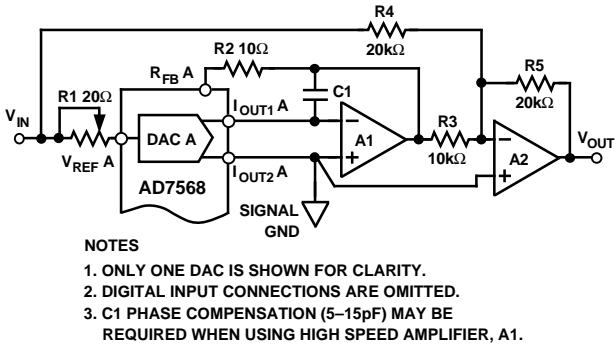 R4
20kΩ
R2 10Ω
R5
20kΩ
RFB A
C1
R1 20Ω
VIN
IOUT1 A
R3
10kΩ
VOUT
DAC A
A1
A2
VREF A
IOUT2 A
AD7568
SIGNAL
GND
NOTES
1. ONLY ONE DAC IS SHOWN FOR CLARITY.
2. DIGITAL INPUT CONNECTIONS ARE OMITTED.
3. C1 PHASE COMPENSATION (5–15pF) MAY BE
REQUIRED WHEN USING HIGH SPEED AMPLIFIER, A1.